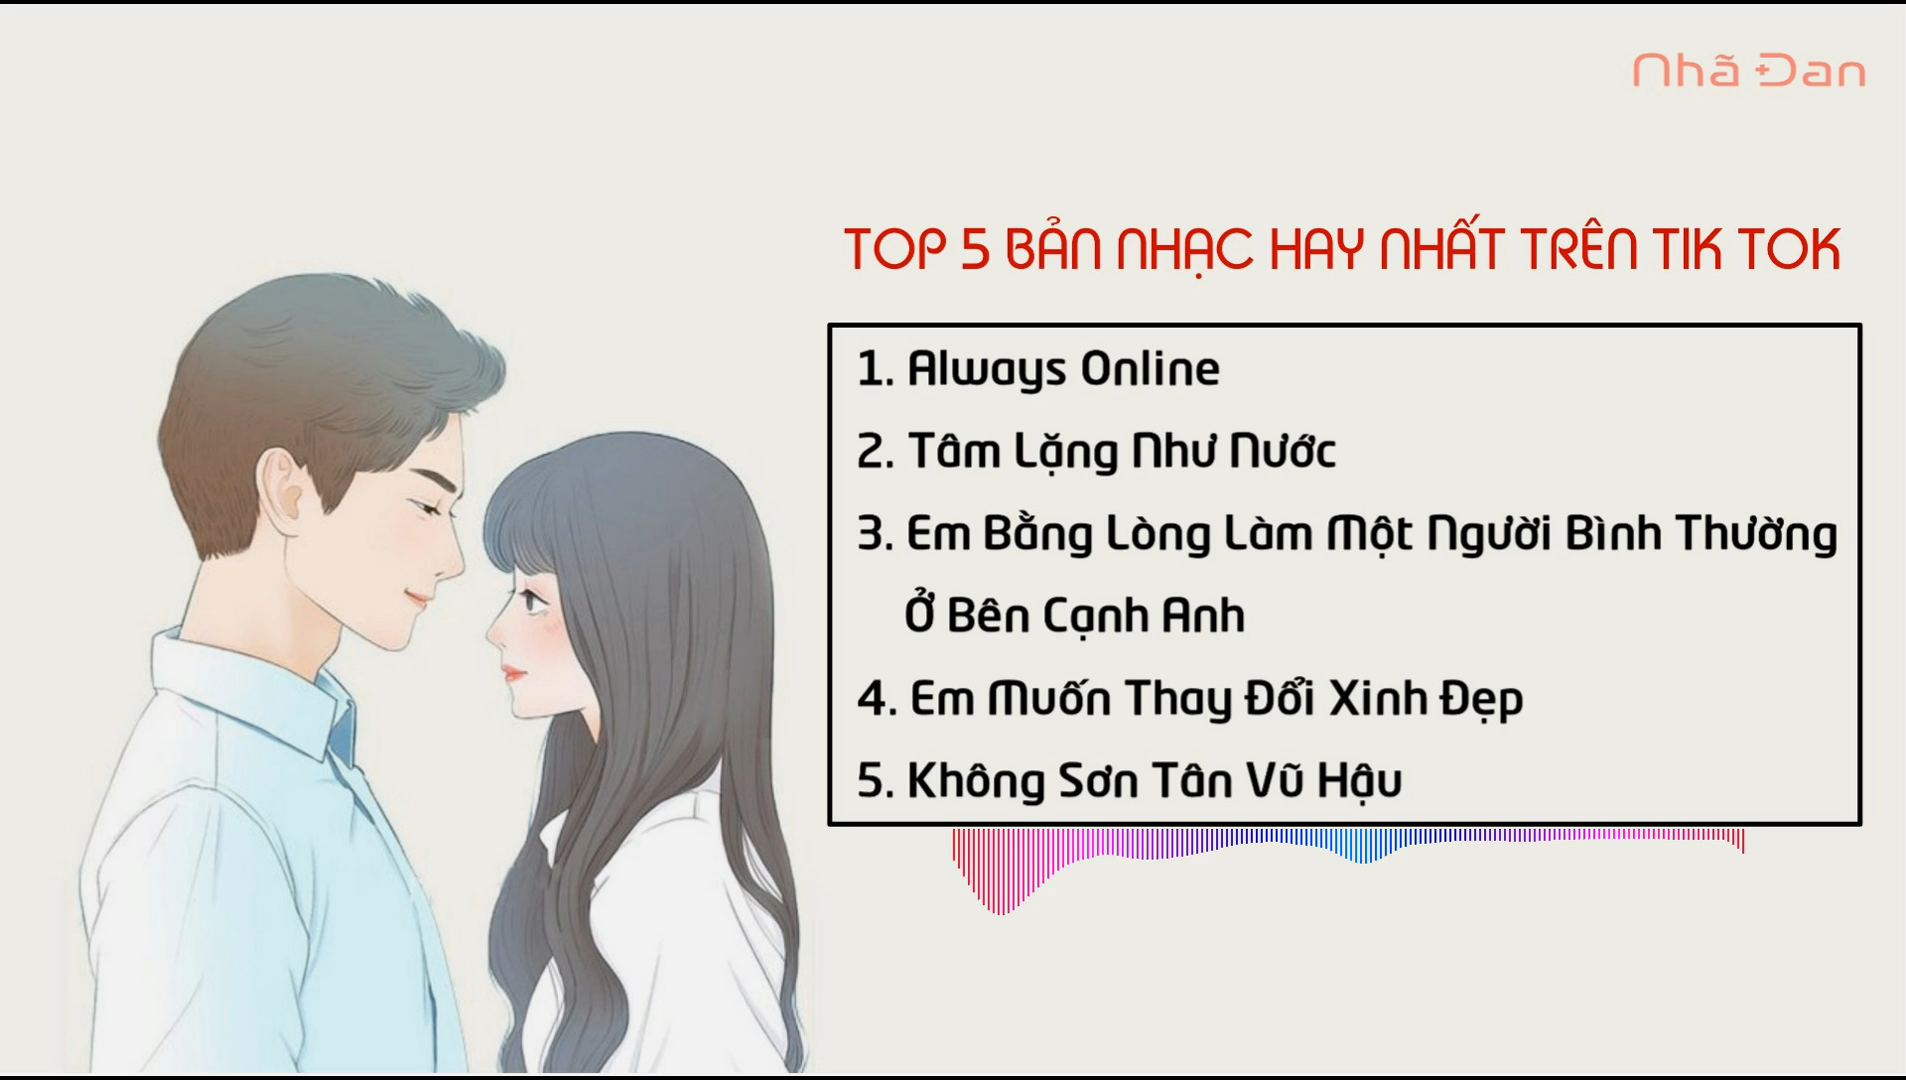 Nhã Đan
TOP 5 BẢN NHẠC HAY NHẤT TRÊN TIK TOK
1. Always Online
2. Tâm Lặng Như Nước
3. Em Bằng Lòng Làm Một Người Bình Thường
Ở Bên Cạnh Anh
4. Em Muốn Thay Đổi Xinh Đẹp
5. Không Sơn Tân Vũ Hậu